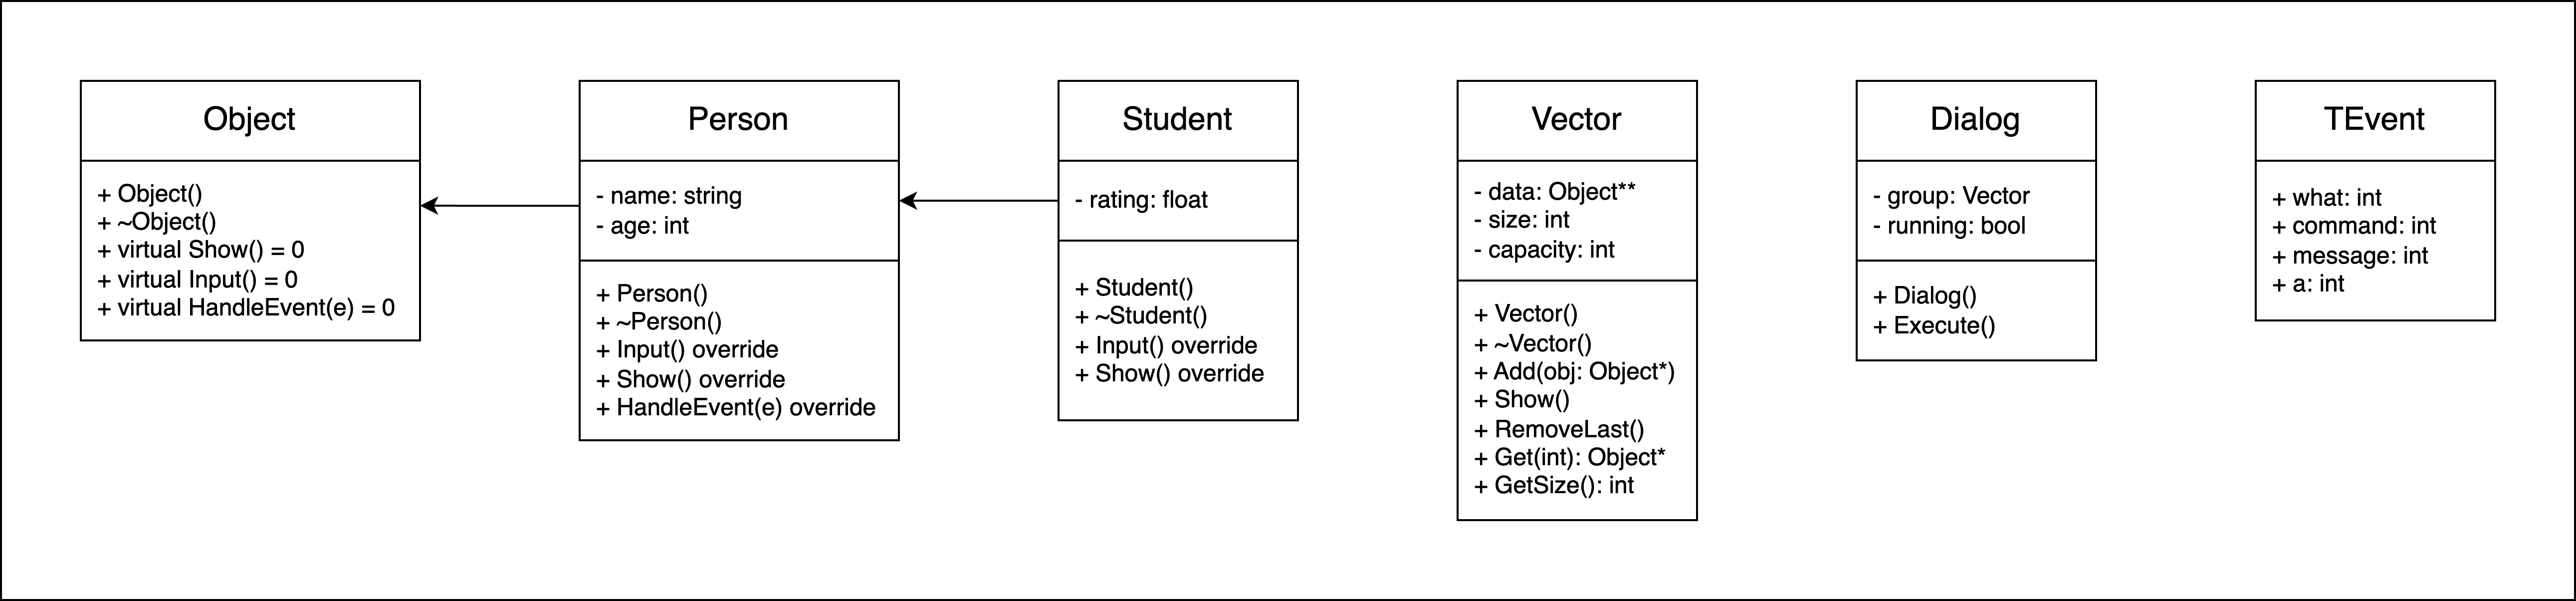 Object
+ Object()
+ ~Object()
+ virtual Show() = 0
+ virtual Input() = 0
+ virtual HandleEvent(e) = 0
Person
- name: string
- age: int
+ Person()
+ ~Person()
+ Input() override
+ Show() override
+ HandleEvent(e) override
Student
- rating: float
+ Student()
+ ~Student()
+ Input() override
+ Show() override
Vector
- data: Object**
- size: int
- capacity: int
+ Vector()
+ ~Vector()
+ Add(obj: Object*)
+ Show()
+ RemoveLast()
+ Get(int): Object*
+ GetSize(): int
Dialog
- group: Vector
- running: bool
+ Dialog()
+ Execute()
TEvent
+ what: int
+ command: int
+ message: int
+ a: int